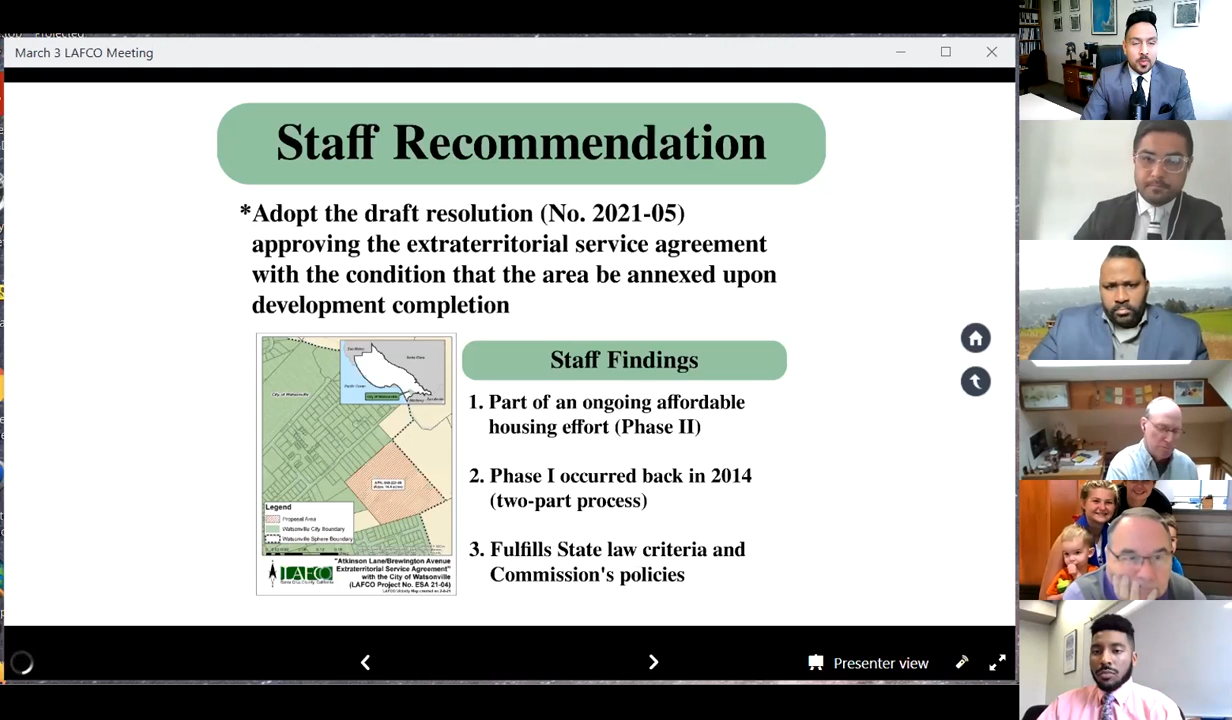 March 3 LAFCO Meeting
Staff Recommendation
*Adopt the draft resolution (No. 2021-05)
approving the extraterritorial service agreement
with the condition that the area be annexed upon
development completion
Staff Findings
1. Part of an ongoing affordable
housing effort (Phase II)
2. Phase I occurred back in 2014
(two-part process)
3. Fulfills State law criteria and
Commission's policies
City of Watsonville
Legend
Proposal Area
Watsonville City Boundary
Watsonville Sphere Boundary
LAFCO
"Atkinson Lane/Brewington Avenue
Extraterritorial Service Agreement"
with the City of Watsonville
(LAFCO Project No. ESA 21-04)
Presenter view